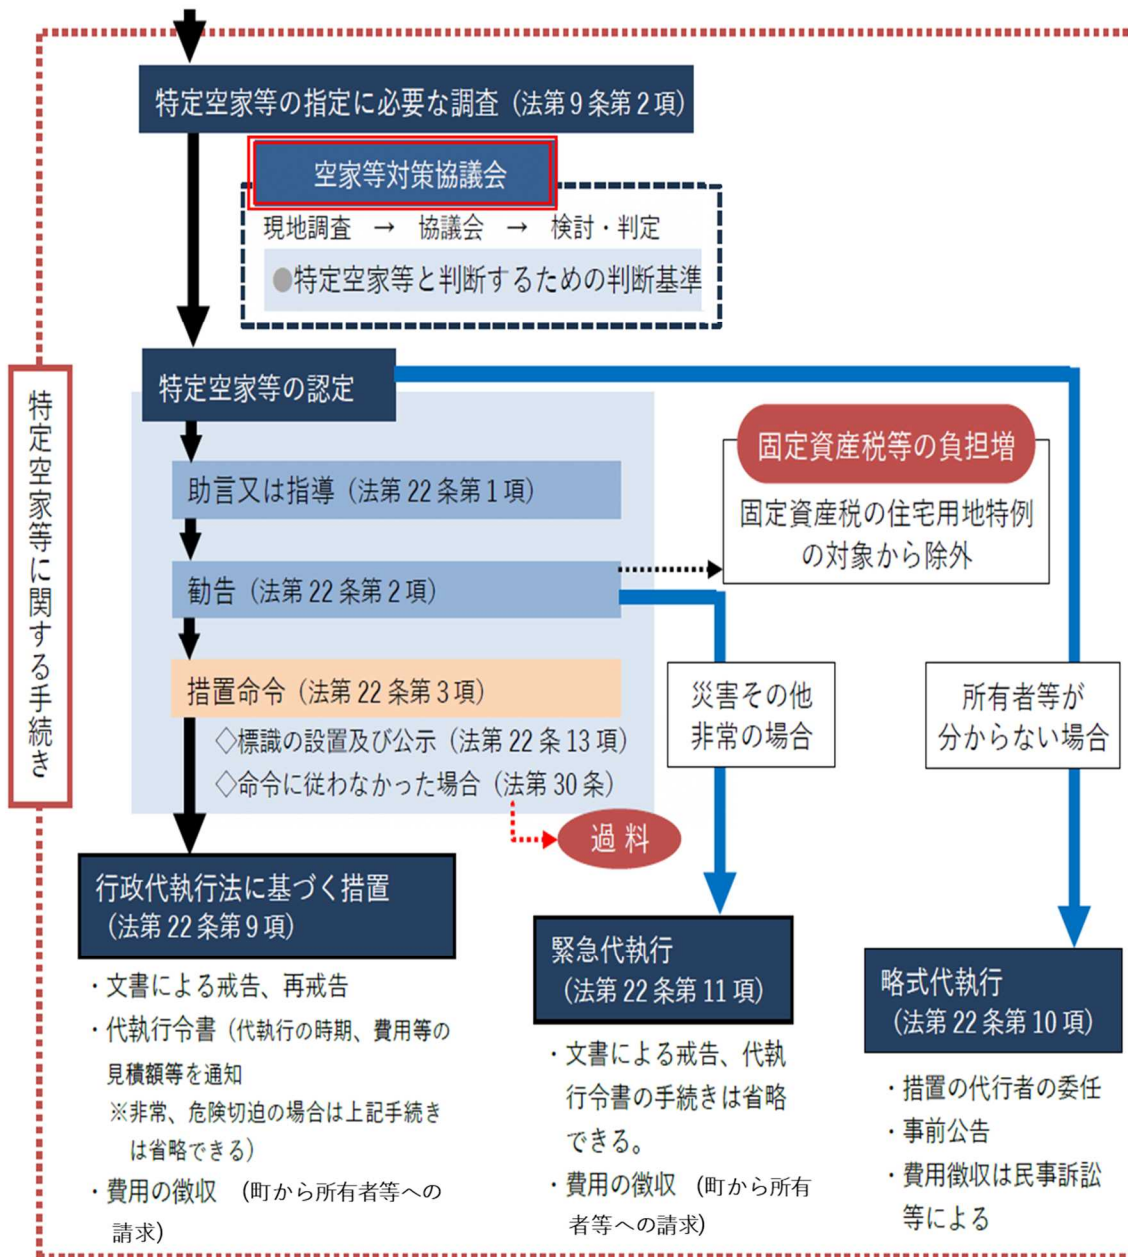 特定空家等の指定に必要な調査（法第９条第２項）
空家等対策協議会
現地調査 → 協議会 → 検討・判定
●特定空家等と判断するための判断基準
特定空家等に関する手続き
特定空家等の認定
助言又は指導（法第22条第１項）
勧告（法第22条第２項）
措置命令（法第22条第３項）
◇標識の設置及び公示（法第22条13項）
◇命令に従わなかった場合（法第30条）
過料
固定資産税等の負担増
固定資産税の住宅用地特例
の対象から除外
災害その他
非常の場合
所有者等が
分からない場合
行政代執行法に基づく措置
（法第22条第９項）
・文書による戒告、再戒告
・代執行令書（代執行の時期、費用等の
見積額等を通知
※非常、危険切迫の場合は上記手続き
は省略できる）
・費用の徴収 (町から所有者等への
請求)
緊急代執行
（法第22条第11項）
・文書による戒告、代執
行令書の手続きは省略
できる。
・費用の徴収 (町から所有
者等への請求)
略式代執行
（法第22条第10項）
・措置の代行者の委任
・事前公告
・費用徴収は民事訴訟
等による